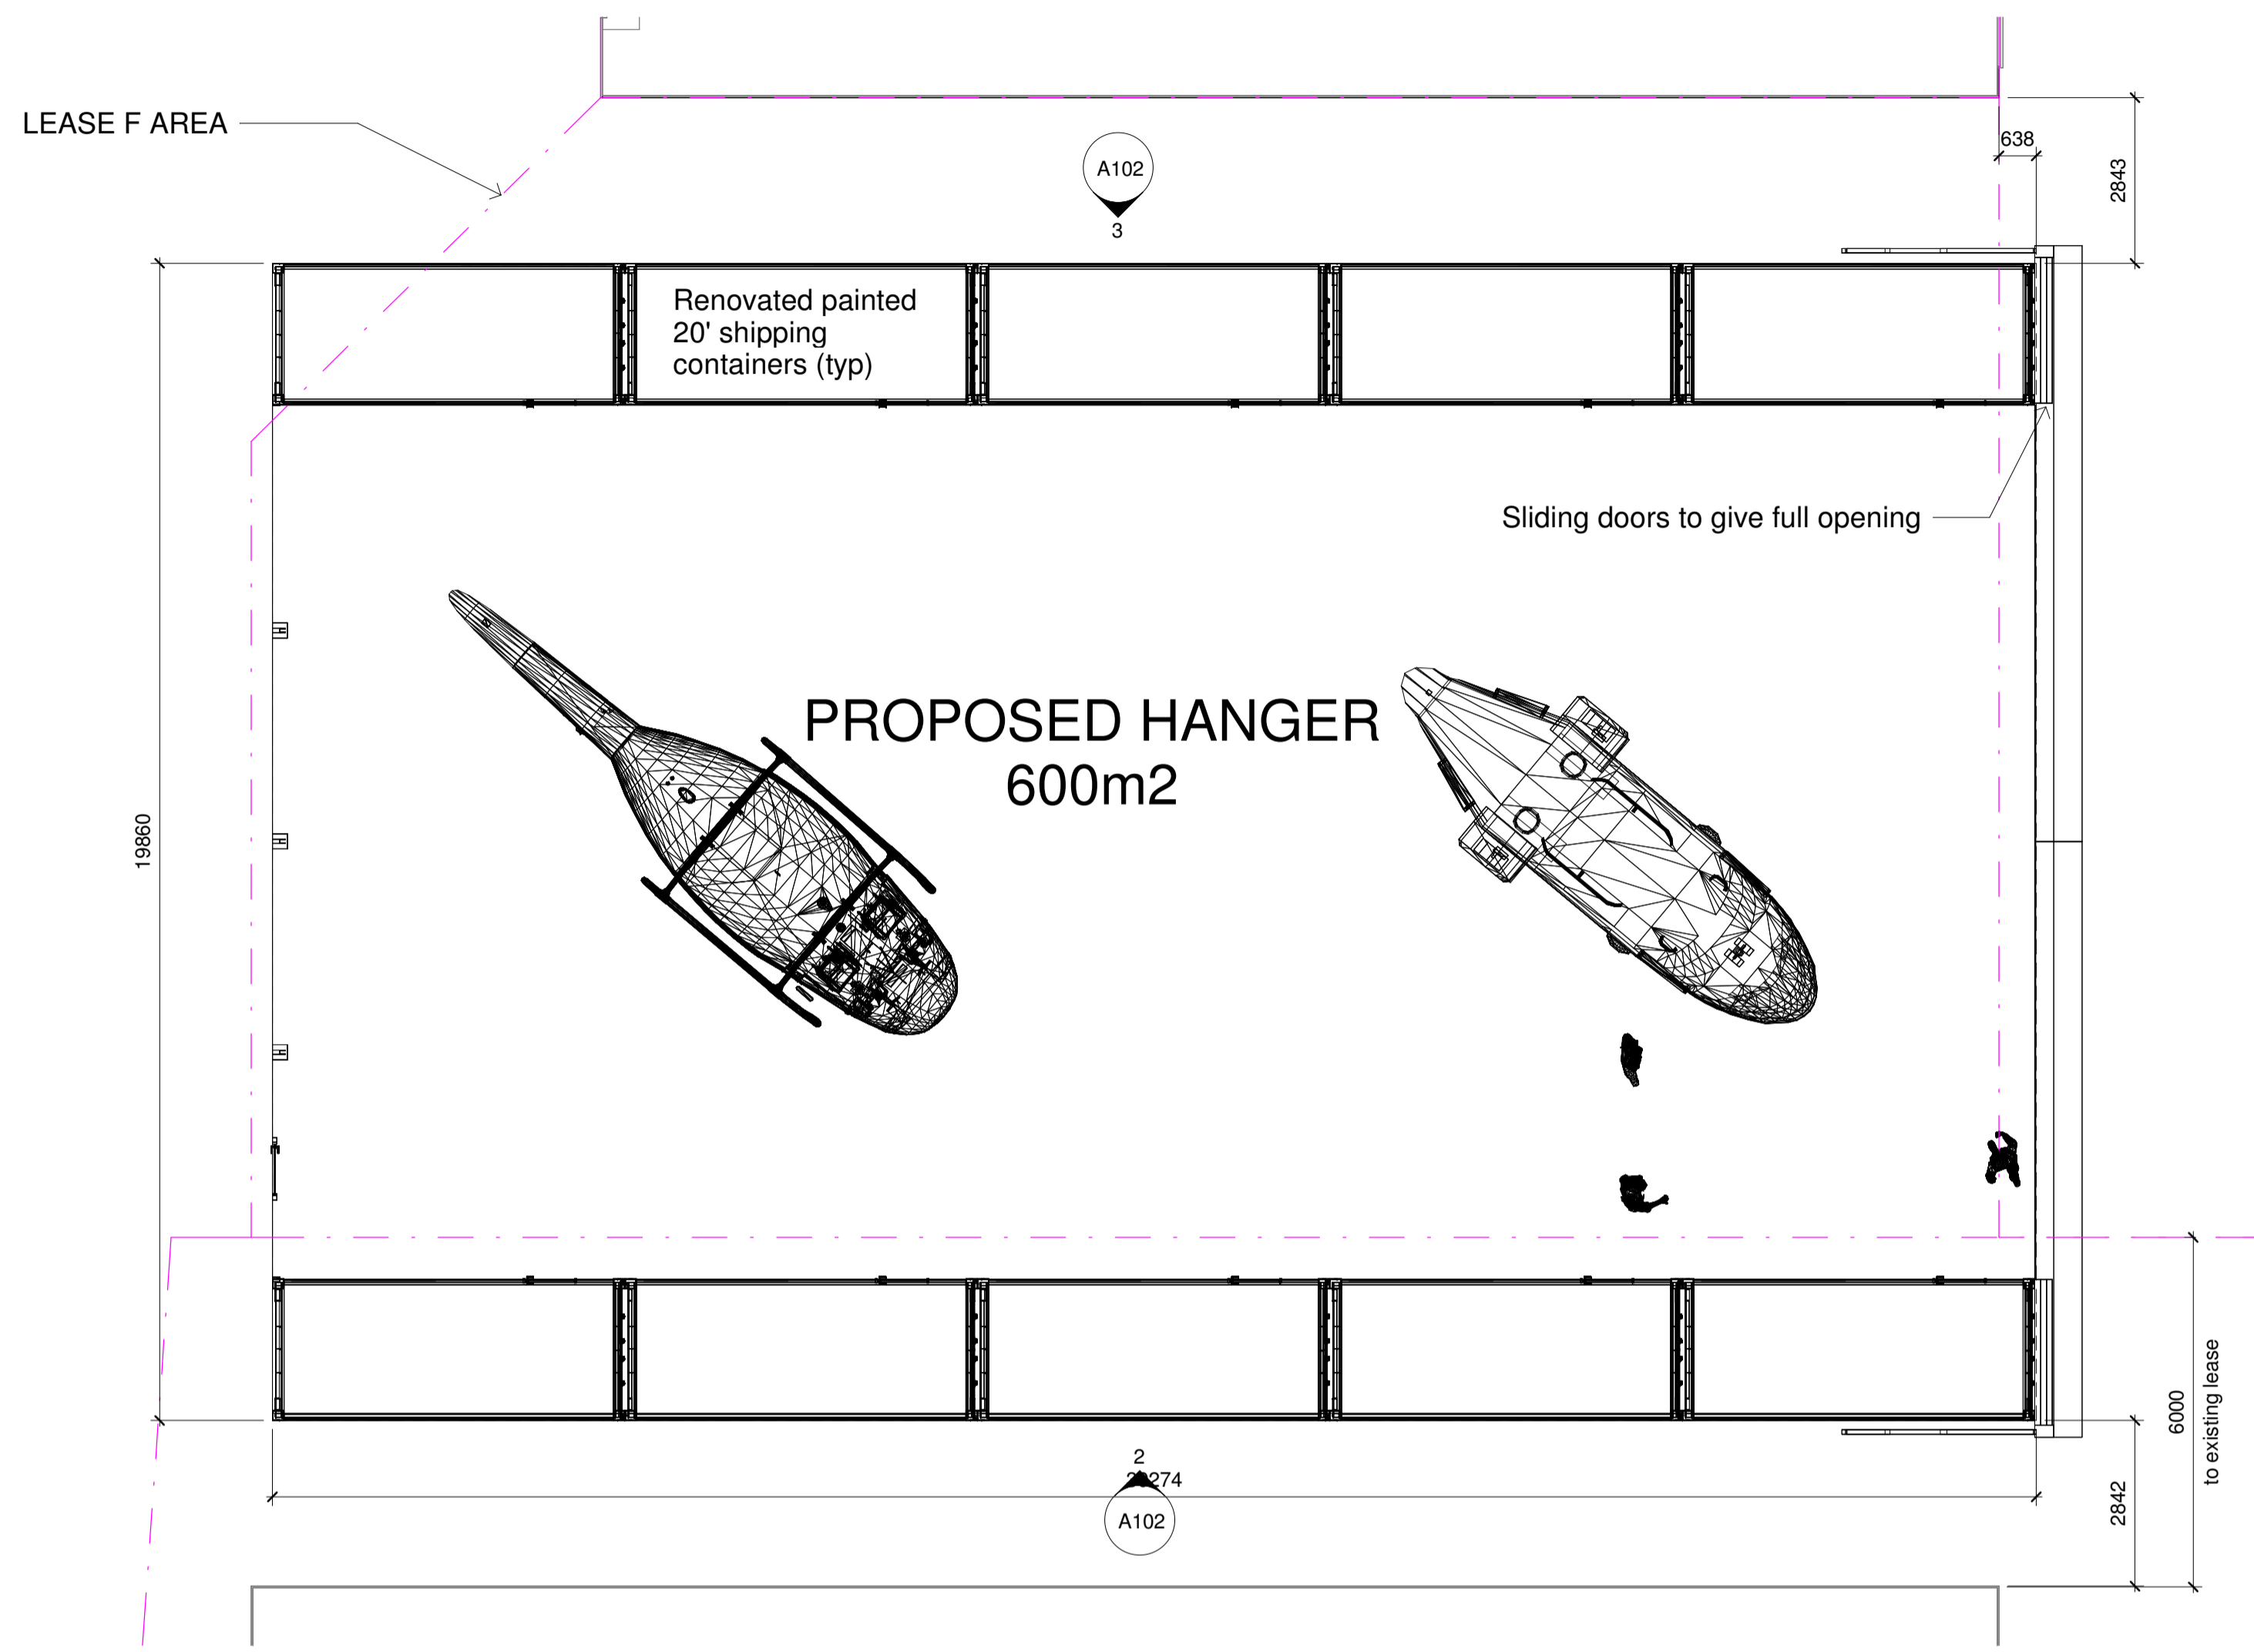 LEASE F AREA
A102
3
638
2843
Renovated painted
20' shipping
containers (typ)
Sliding doors to give full opening
PROPOSED HANGER
600m2
19860
6000
to existing lease
2842
2
274
A102